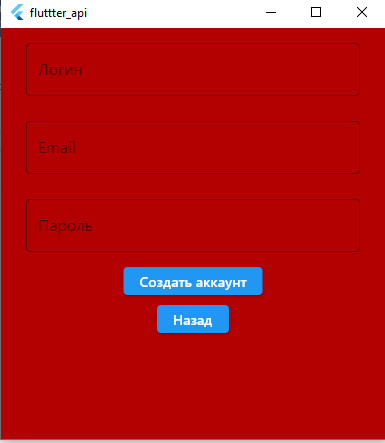 fluttter_api
Логин
Email
Пароль
Создать аккаунт
Назад